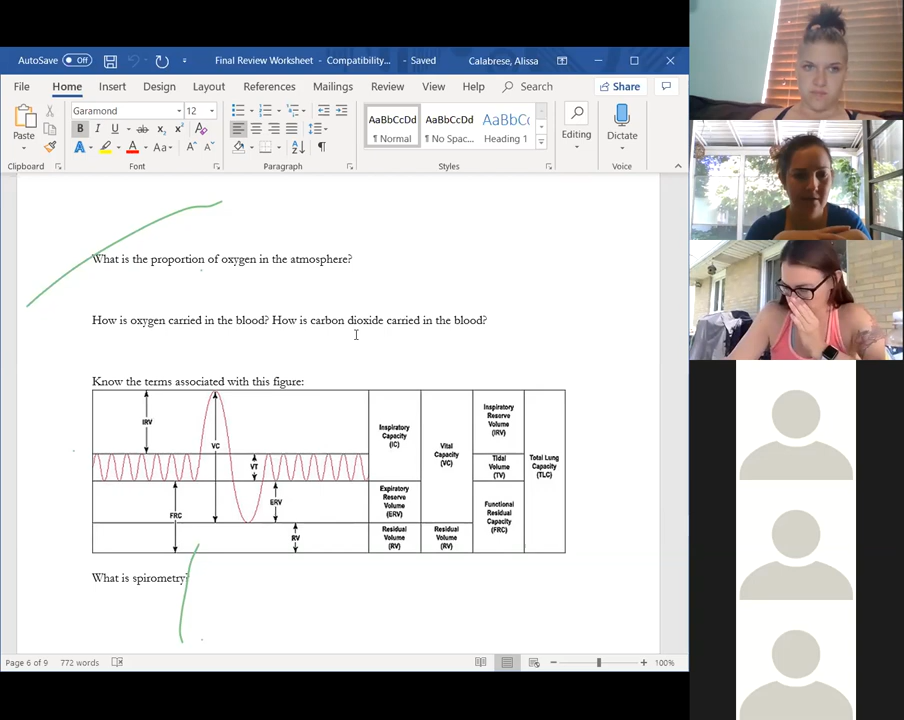 AutoSave Off Final Review Worksheet - Compatibility... - Saved Calabrese, Alissa
File Home Insert Design Layout References Mailings Review View Help Search Share
Garamond 12 AaBbCcDd AaBbCcDd AaBbCc
Paste B I U ab x₂ x² A ¶ Normal ¶ No Spac... Heading 1 Editing Dictate
A A Aa A A ¶
Clipboard Font Paragraph Styles Voice
What is the proportion of oxygen in the atmosphere?
How is oxygen carried in the blood? How is carbon dioxide carried in the blood?
Know the terms associated with this figure:
IRV
VC
VT
FRC
ERV
RV
Inspiratory Capacity (IC)
Expiratory Reserve Volume (ERV)
Residual Volume (RV)
Vital Capacity (VC)
Residual Volume (RV)
Inspiratory Reserve Volume (IRV)
Tidal Volume (TV)
Functional Residual Capacity (FRC)
Total Lung Capacity (TLC)
What is spirometry?
Page 6 of 9 772 words 100%